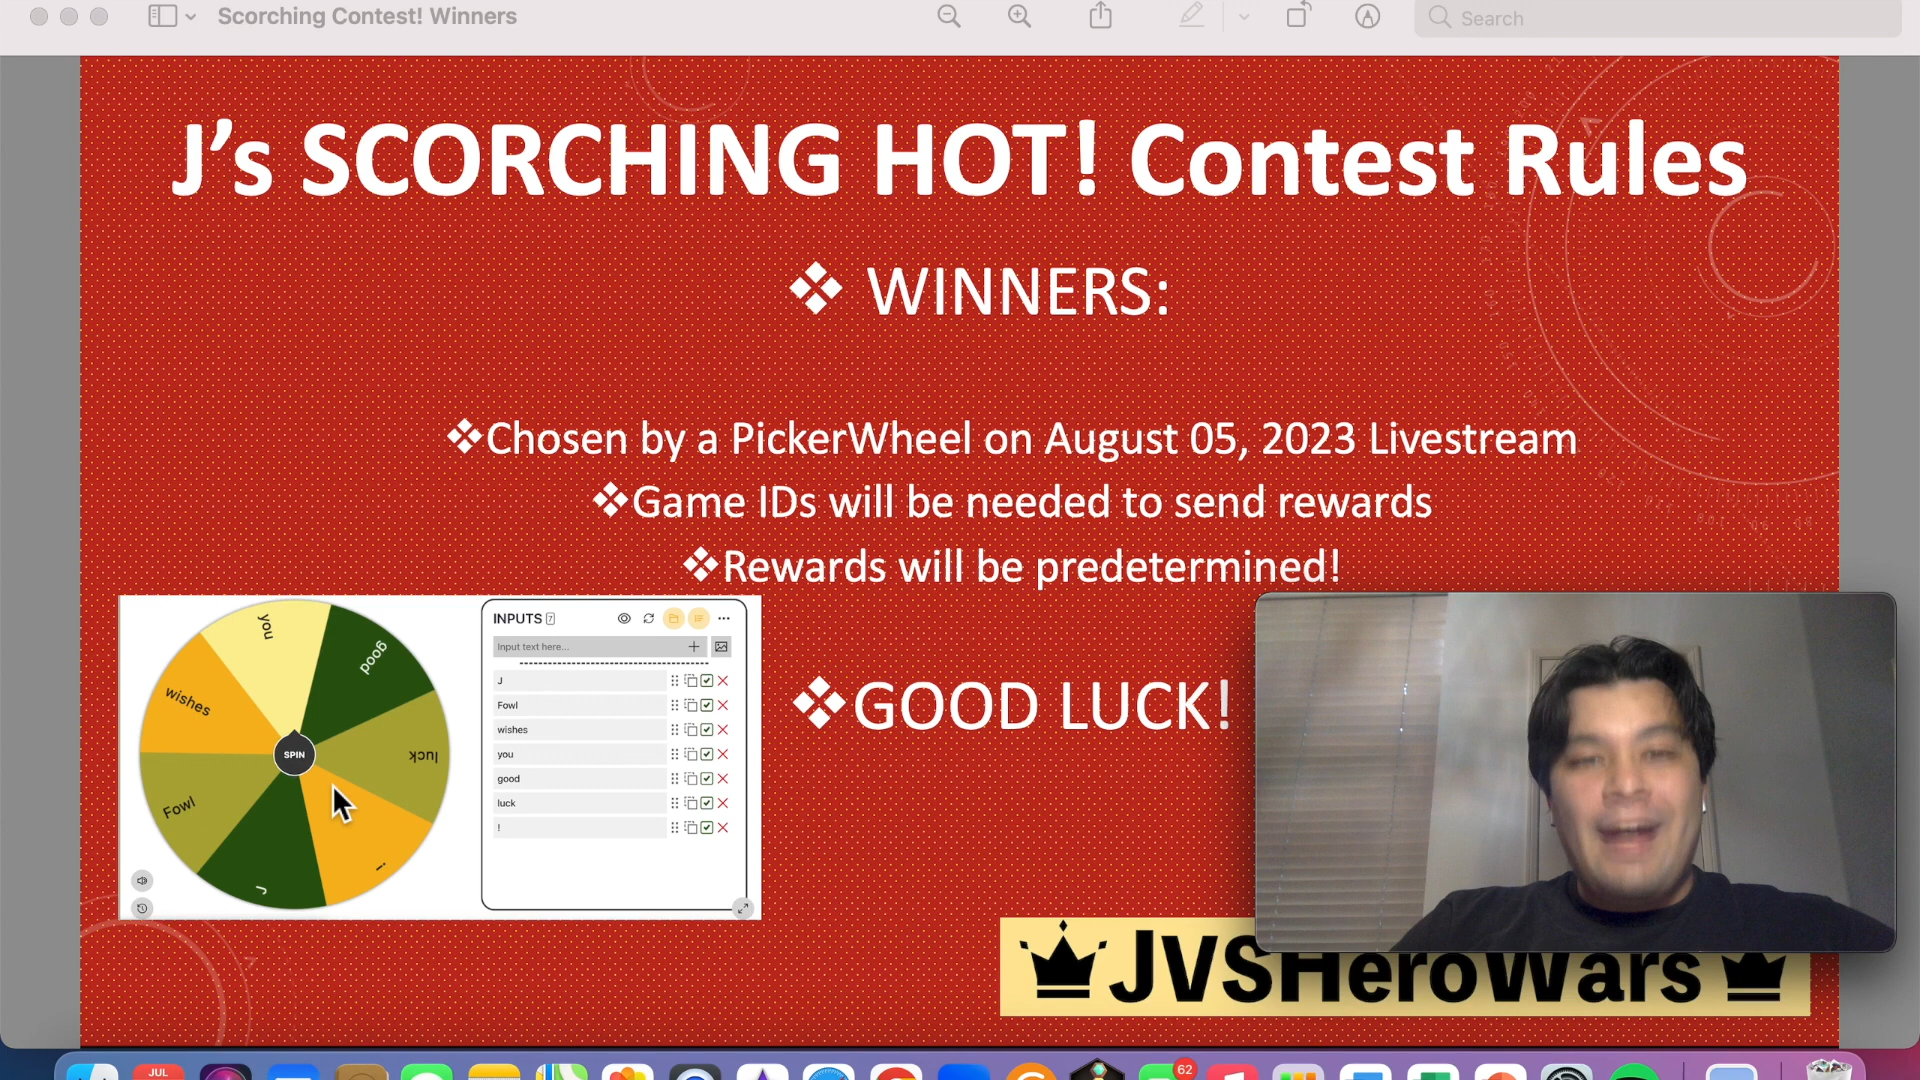 Scorching Contest! Winners
Search
J's SCORCHING HOT! Contest Rules
❖ WINNERS:
❖Chosen by a PickerWheel on August 05, 2023 Livestream
❖Game IDs will be needed to send rewards
❖Rewards will be predetermined!
you
good
wishes
luck
SPIN
Fowl
J
!
INPUTS 7
Input text here...
J
Fowl
wishes
you
good
luck
!
❖GOOD LUCK!
JVSHeroWars
JUL
62